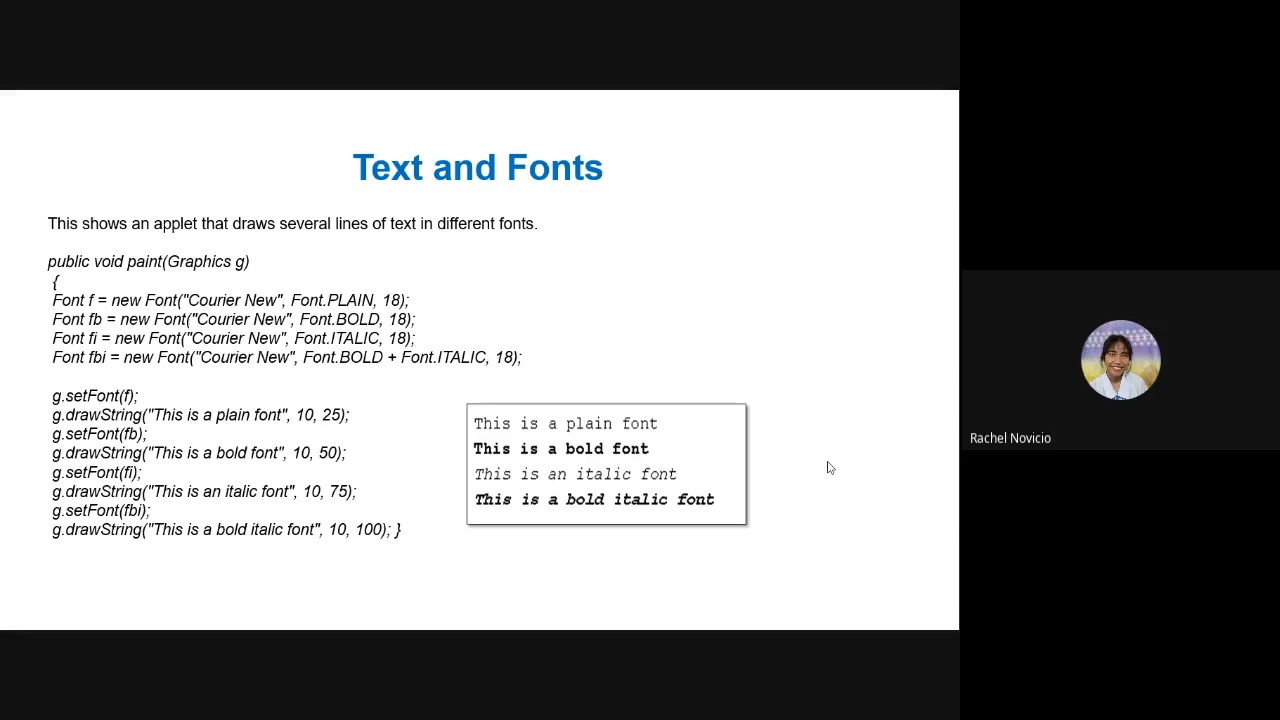 Text and Fonts
This shows an applet that draws several lines of text in different fonts.
public void paint(Graphics g)
{
Font f = new Font("Courier New", Font.PLAIN, 18);
Font fb = new Font("Courier New", Font.BOLD, 18);
Font fi = new Font("Courier New", Font.ITALIC, 18);
Font fbi = new Font("Courier New", Font.BOLD + Font.ITALIC, 18);
g.setFont(f);
g.drawString("This is a plain font", 10, 25);
g.setFont(fb);
g.drawString("This is a bold font", 10, 50);
g.setFont(fi);
g.drawString("This is an italic font", 10, 75);
g.setFont(fbi);
g.drawString("This is a bold italic font", 10, 100); }
This is a plain font
This is a bold font
This is an italic font
This is a bold italic font
Rachel Novicio